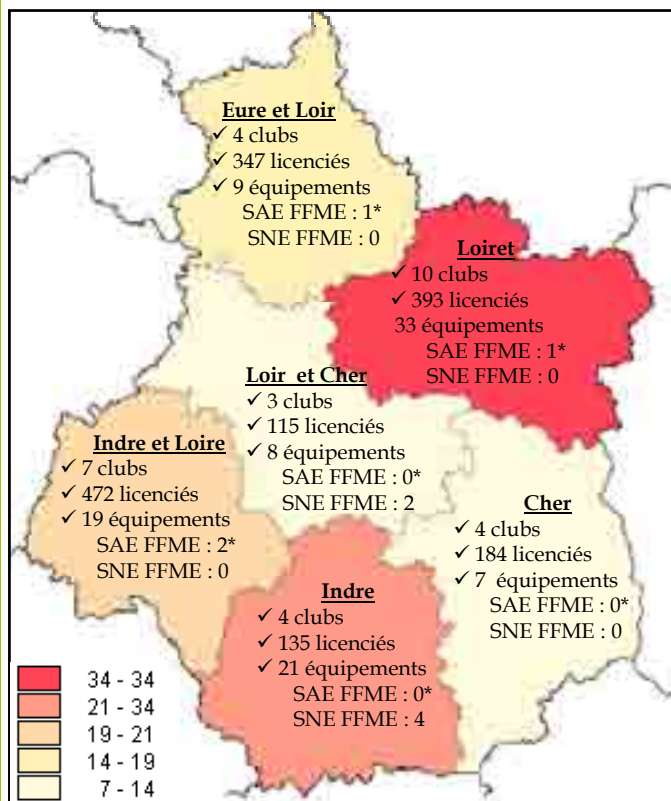 Eure et Loir
✓ 4 clubs
✓ 347 licenciés
✓ 9 équipements
SAE FFME : 1*
SNE FFME : 0
Loiret
✓ 10 clubs
✓ 393 licenciés
33 équipements
SAE FFME : 1*
SNE FFME : 0
Loir et Cher
✓ 3 clubs
✓ 115 licenciés
✓ 8 équipements
SAE FFME : 0*
SNE FFME : 2
Indre et Loire
✓ 7 clubs
✓ 472 licenciés
✓ 19 équipements
SAE FFME : 2*
SNE FFME : 0
Cher
✓ 4 clubs
✓ 184 licenciés
✓ 7 équipements
SAE FFME : 0*
SNE FFME : 0
Indre
✓ 4 clubs
✓ 135 licenciés
✓ 21 équipements
SAE FFME : 0*
SNE FFME : 4
34 - 34
21 - 34
19 - 21
14 - 19
7 - 14